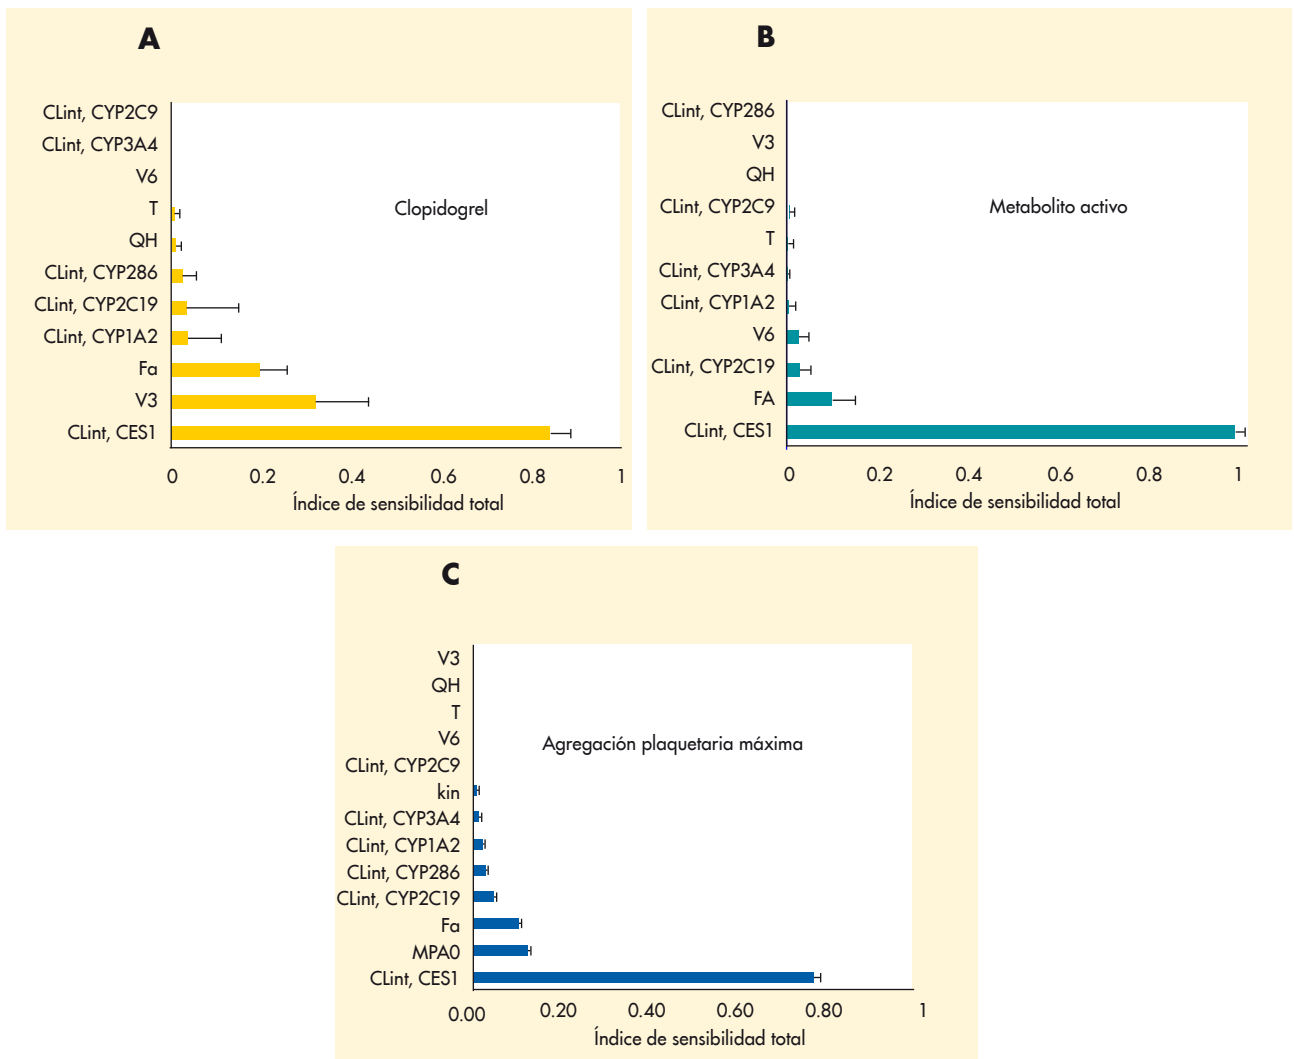 A
CLint, CYP2C9
CLint, CYP3A4
V6
T
QH
CLint, CYP286
CLint, CYP2C19
CLint, CYP1A2
Fa
V3
CLint, CES1
Clopidogrel
0 0.2 0.4 0.6 0.8 1
Índice de sensibilidad total
B
CLint, CYP286
V3
QH
CLint, CYP2C9
T
CLint, CYP3A4
CLint, CYP1A2
V6
CLint, CYP2C19
FA
CLint, CES1
Metabolito activo
0 0.2 0.4 0.6 0.8 1
Índice de sensibilidad total
C
V3
QH
T
V6
CLint, CYP2C9
kin
CLint, CYP3A4
CLint, CYP1A2
CLint, CYP286
CLint, CYP2C19
Fa
MPA0
CLint, CES1
Agregación plaquetaria máxima
0.00 0.20 0.40 0.60 0.80 1
Índice de sensibilidad total